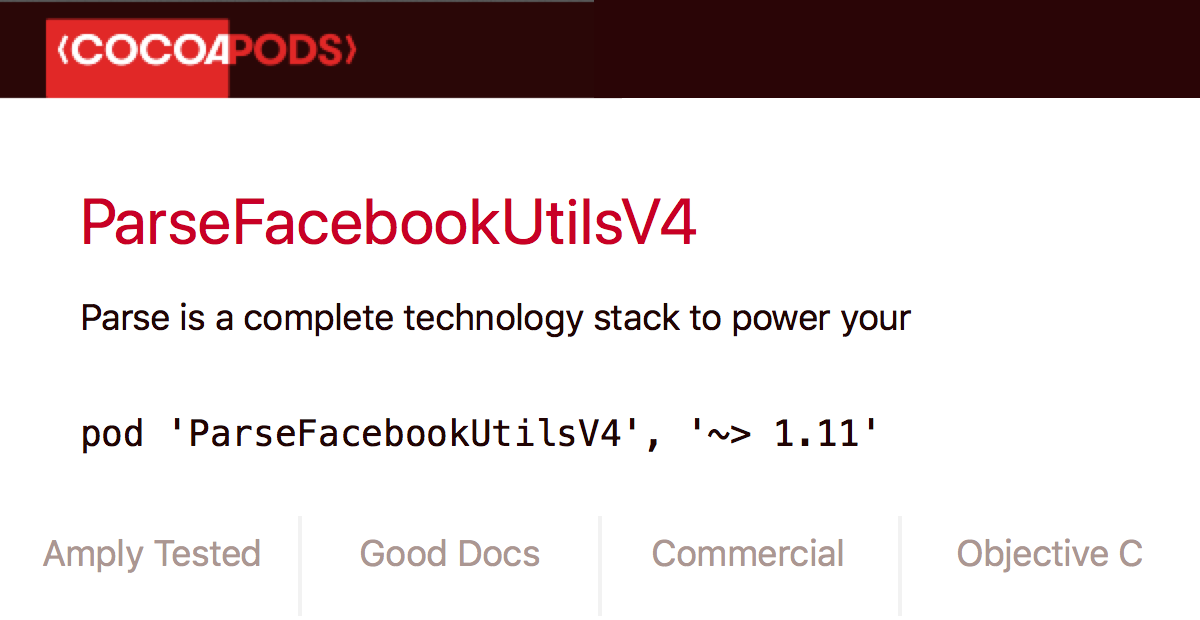 ⟨COCOAPODS⟩
ParseFacebookUtilsV4
Parse is a complete technology stack to power your
pod 'ParseFacebookUtilsV4', '~> 1.11'
Amply Tested
Good Docs
Commercial
Objective C